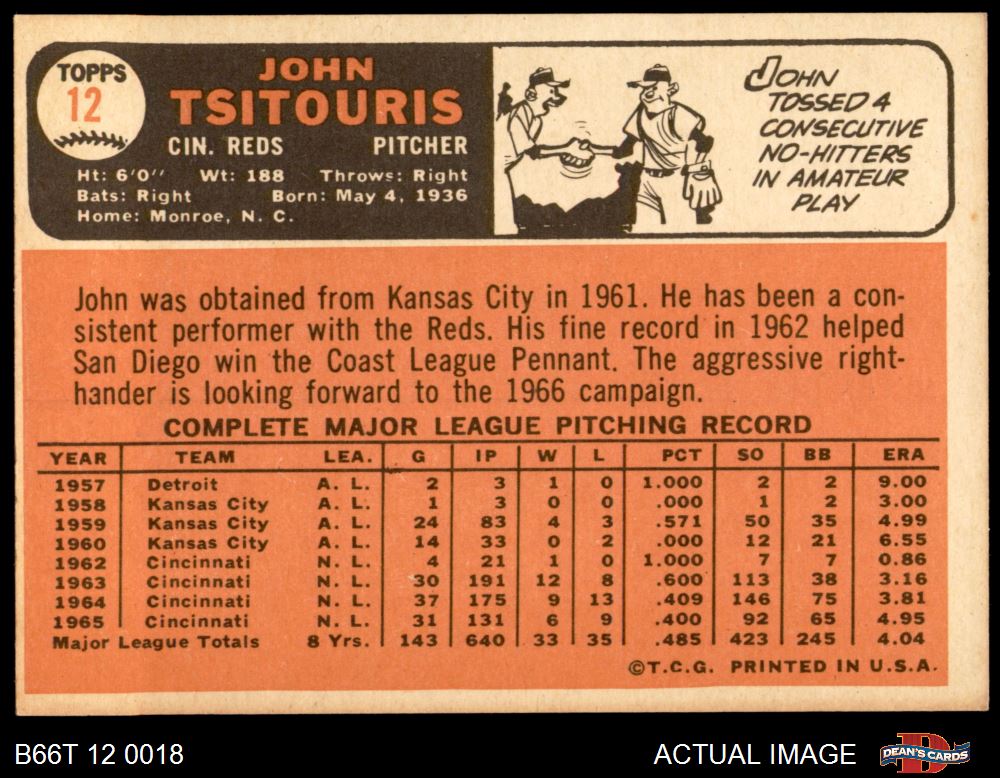 TOPPS
12
JOHN
TSITOURIS
CIN. REDS PITCHER
Ht: 6'0'' Wt: 188 Throws: Right
Bats: Right Born: May 4, 1936
Home: Monroe, N. C.
JOHN
TOSSED 4
CONSECUTIVE
NO-HITTERS
IN AMATEUR
PLAY
John was obtained from Kansas City in 1961. He has been a con-
sistent performer with the Reds. His fine record in 1962 helped
San Diego win the Coast League Pennant. The aggressive right-
hander is looking forward to the 1966 campaign.
COMPLETE MAJOR LEAGUE PITCHING RECORD
YEAR TEAM LEA. G IP W L PCT SO BB ERA
1957 Detroit A. L. 2 3 1 0 1.000 2 2 9.00
1958 Kansas City A. L. 1 3 0 0 .000 1 2 3.00
1959 Kansas City A. L. 24 83 4 3 .571 50 35 4.99
1960 Kansas City A. L. 14 33 0 2 .000 12 21 6.55
1962 Cincinnati N. L. 4 21 1 0 1.000 7 7 0.86
1963 Cincinnati N. L. 30 191 12 8 .600 113 38 3.16
1964 Cincinnati N. L. 37 175 9 13 .409 146 75 3.81
1965 Cincinnati N. L. 31 131 6 9 .400 92 65 4.95
Major League Totals 8 Yrs. 143 640 33 35 .485 423 245 4.04
©T.C.G. PRINTED IN U.S.A.
B66T 12 0018 ACTUAL IMAGE DEAN'S CARDS